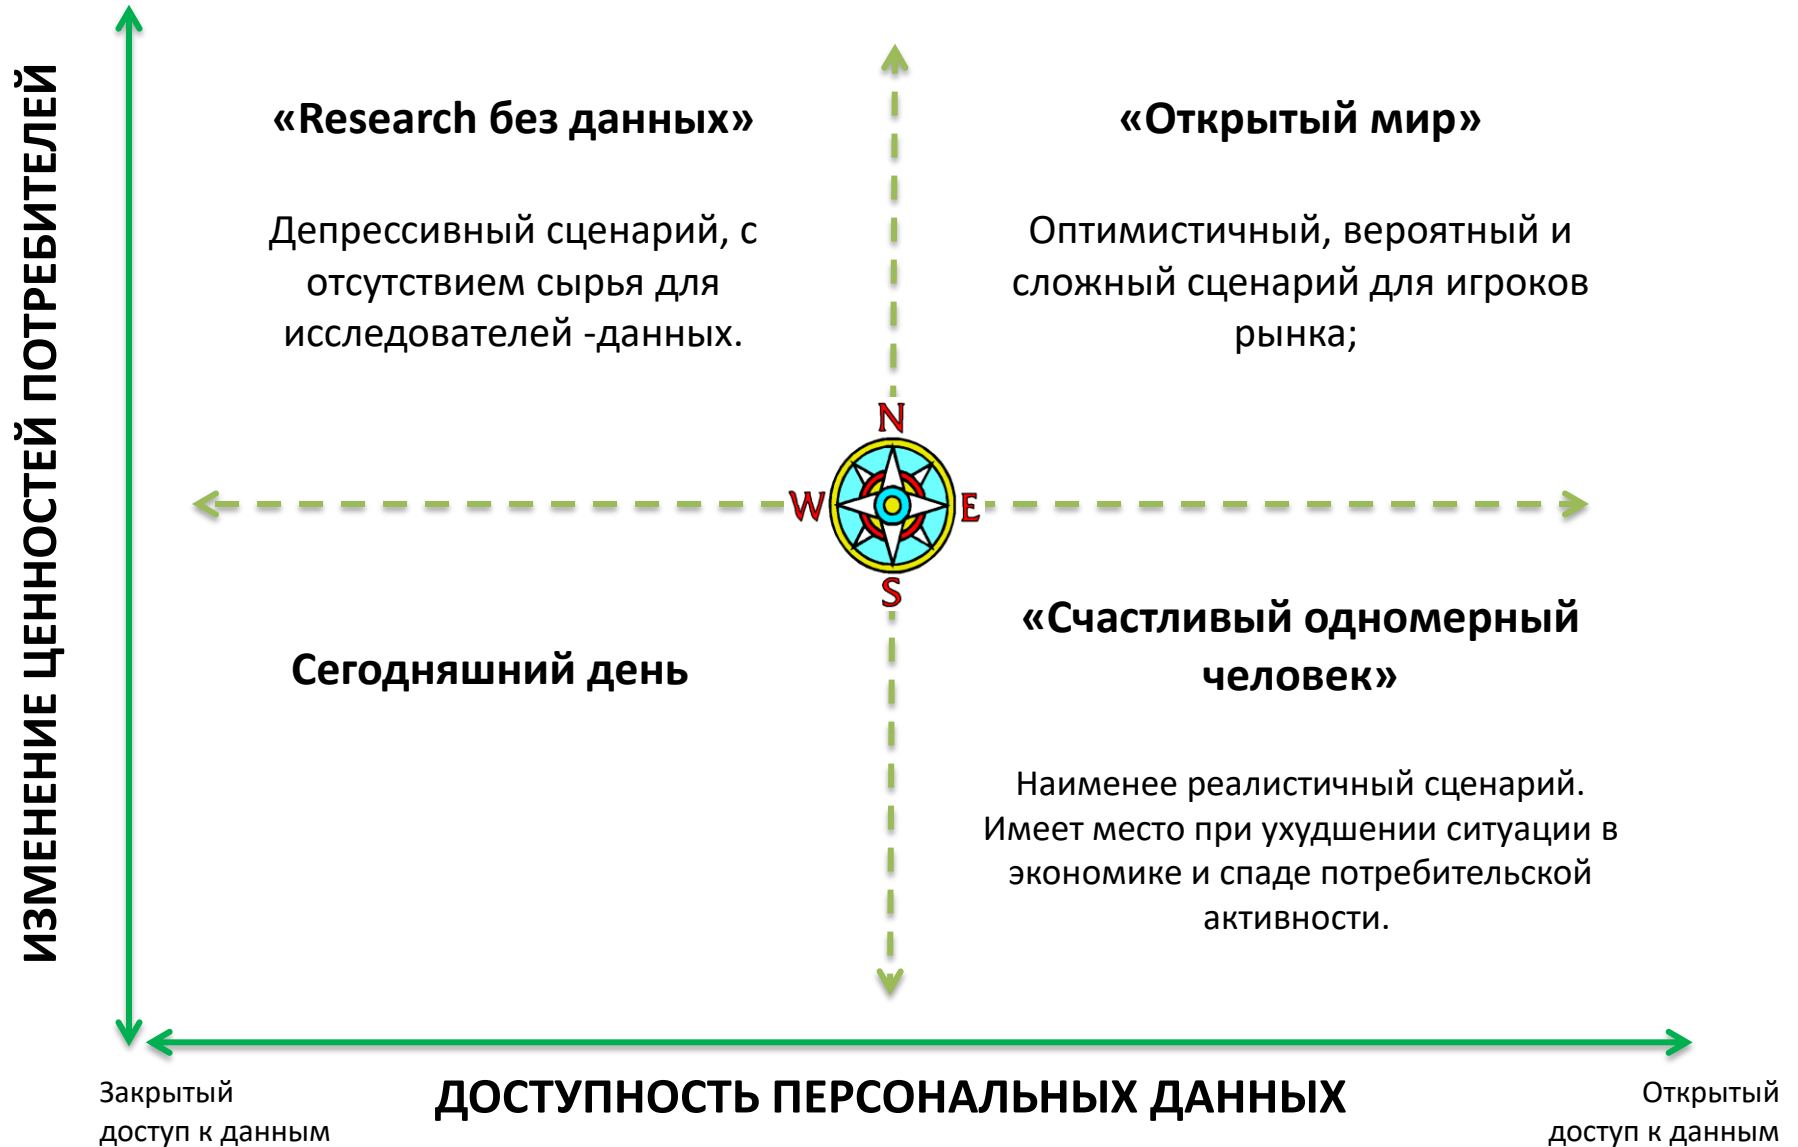 ИЗМЕНЕНИЕ ЦЕННОСТЕЙ ПОТРЕБИТЕЛЕЙ
«Research без данных»
Депрессивный сценарий, с
отсутствием сырья для
исследователей -данных.
«Открытый мир»
Оптимистичный, вероятный и
сложный сценарий для игроков
рынка;
N
W
E
S
Сегодняшний день
«Счастливый одномерный
человек»
Наименее реалистичный сценарий.
Имеет место при ухудшении ситуации в
экономике и спаде потребительской
активности.
Закрытый
доступ к данным
ДОСТУПНОСТЬ ПЕРСОНАЛЬНЫХ ДАННЫХ
Открытый
доступ к данным